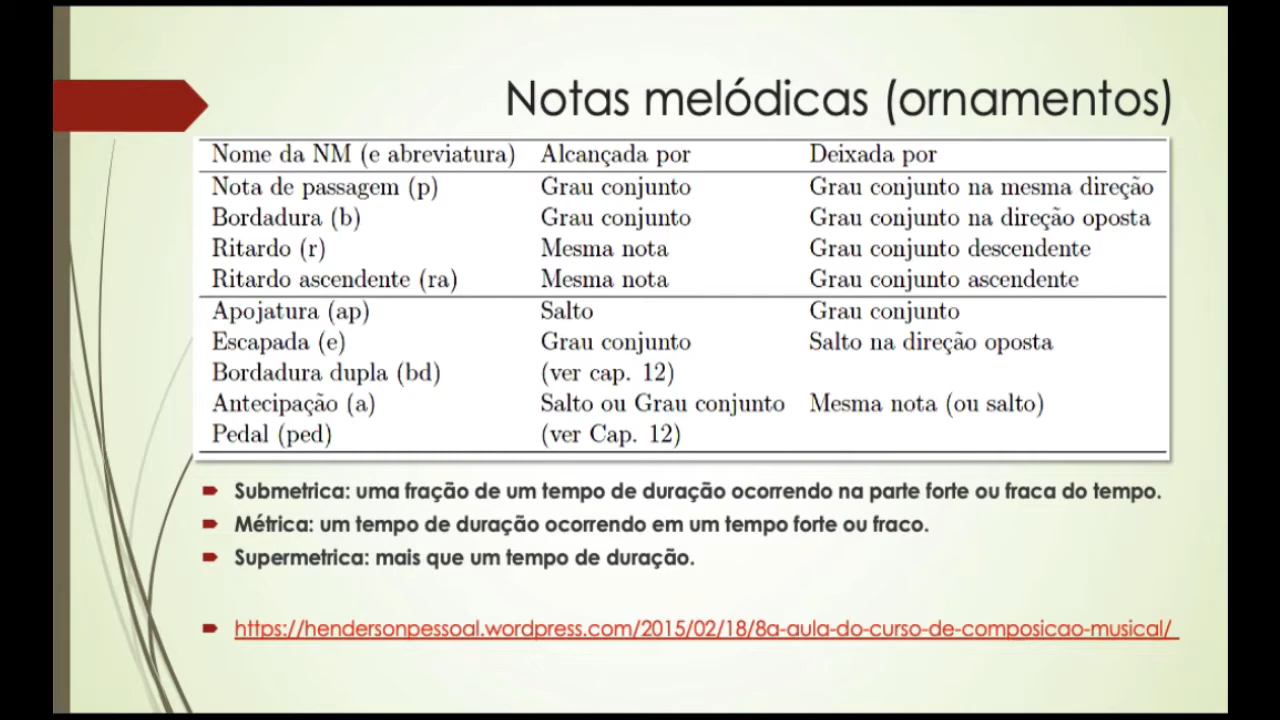 Notas melódicas (ornamentos)
Nome da NM (e abreviatura) Alcançada por Deixada por
Nota de passagem (p) Grau conjunto Grau conjunto na mesma direção
Bordadura (b) Grau conjunto Grau conjunto na direção oposta
Ritardo (r) Mesma nota Grau conjunto descendente
Ritardo ascendente (ra) Mesma nota Grau conjunto ascendente
Apojatura (ap) Salto Grau conjunto
Escapada (e) Grau conjunto Salto na direção oposta
Bordadura dupla (bd) (ver cap. 12)
Antecipação (a) Salto ou Grau conjunto Mesma nota (ou salto)
Pedal (ped) (ver Cap. 12)
Submetrica: uma fração de um tempo de duração ocorrendo na parte forte ou fraca do tempo.
Métrica: um tempo de duração ocorrendo em um tempo forte ou fraco.
Supermetrica: mais que um tempo de duração.
https://hendersonpessoal.wordpress.com/2015/02/18/8a-aula-do-curso-de-composicao-musical/